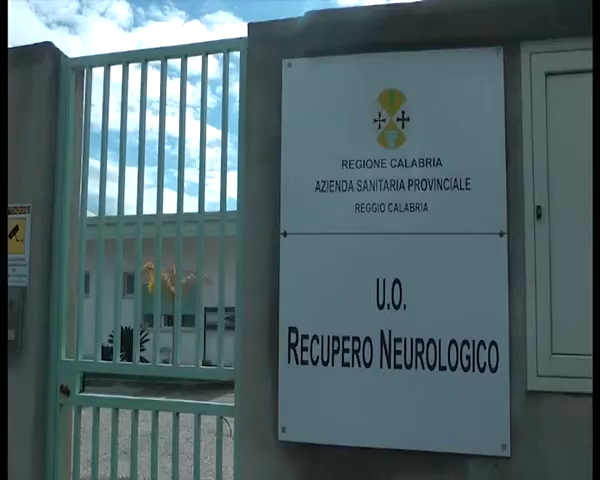 REGIONE CALABRIA
AZIENDA SANITARIA PROVINCIALE
REGGIO CALABRIA
U.O.
RECUPERO NEUROLOGICO